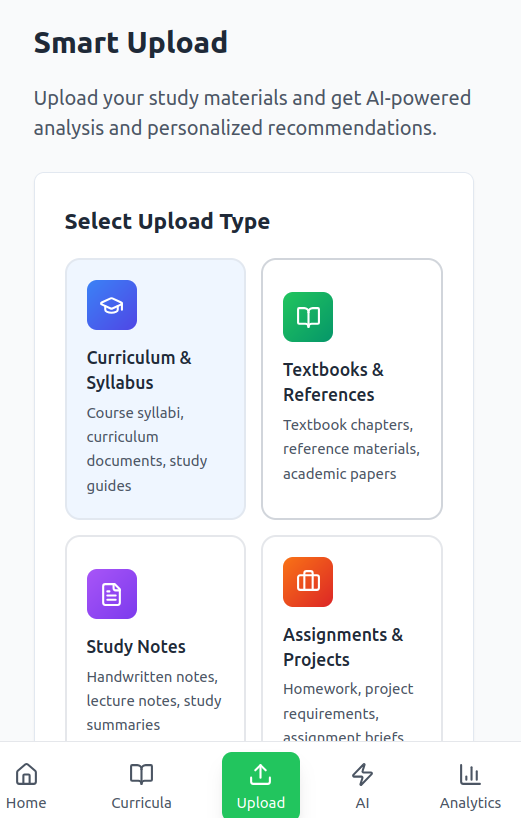 Smart Upload
Upload your study materials and get AI-powered
analysis and personalized recommendations.
Select Upload Type
Curriculum &
Syllabus
Course syllabi,
curriculum
documents, study
guides
Textbooks &
References
Textbook chapters,
reference materials,
academic papers
Study Notes
Handwritten notes,
lecture notes, study
summaries
Assignments &
Projects
Homework, project
requirements,
assignment briefs
Home
Curricula
Upload
AI
Analytics